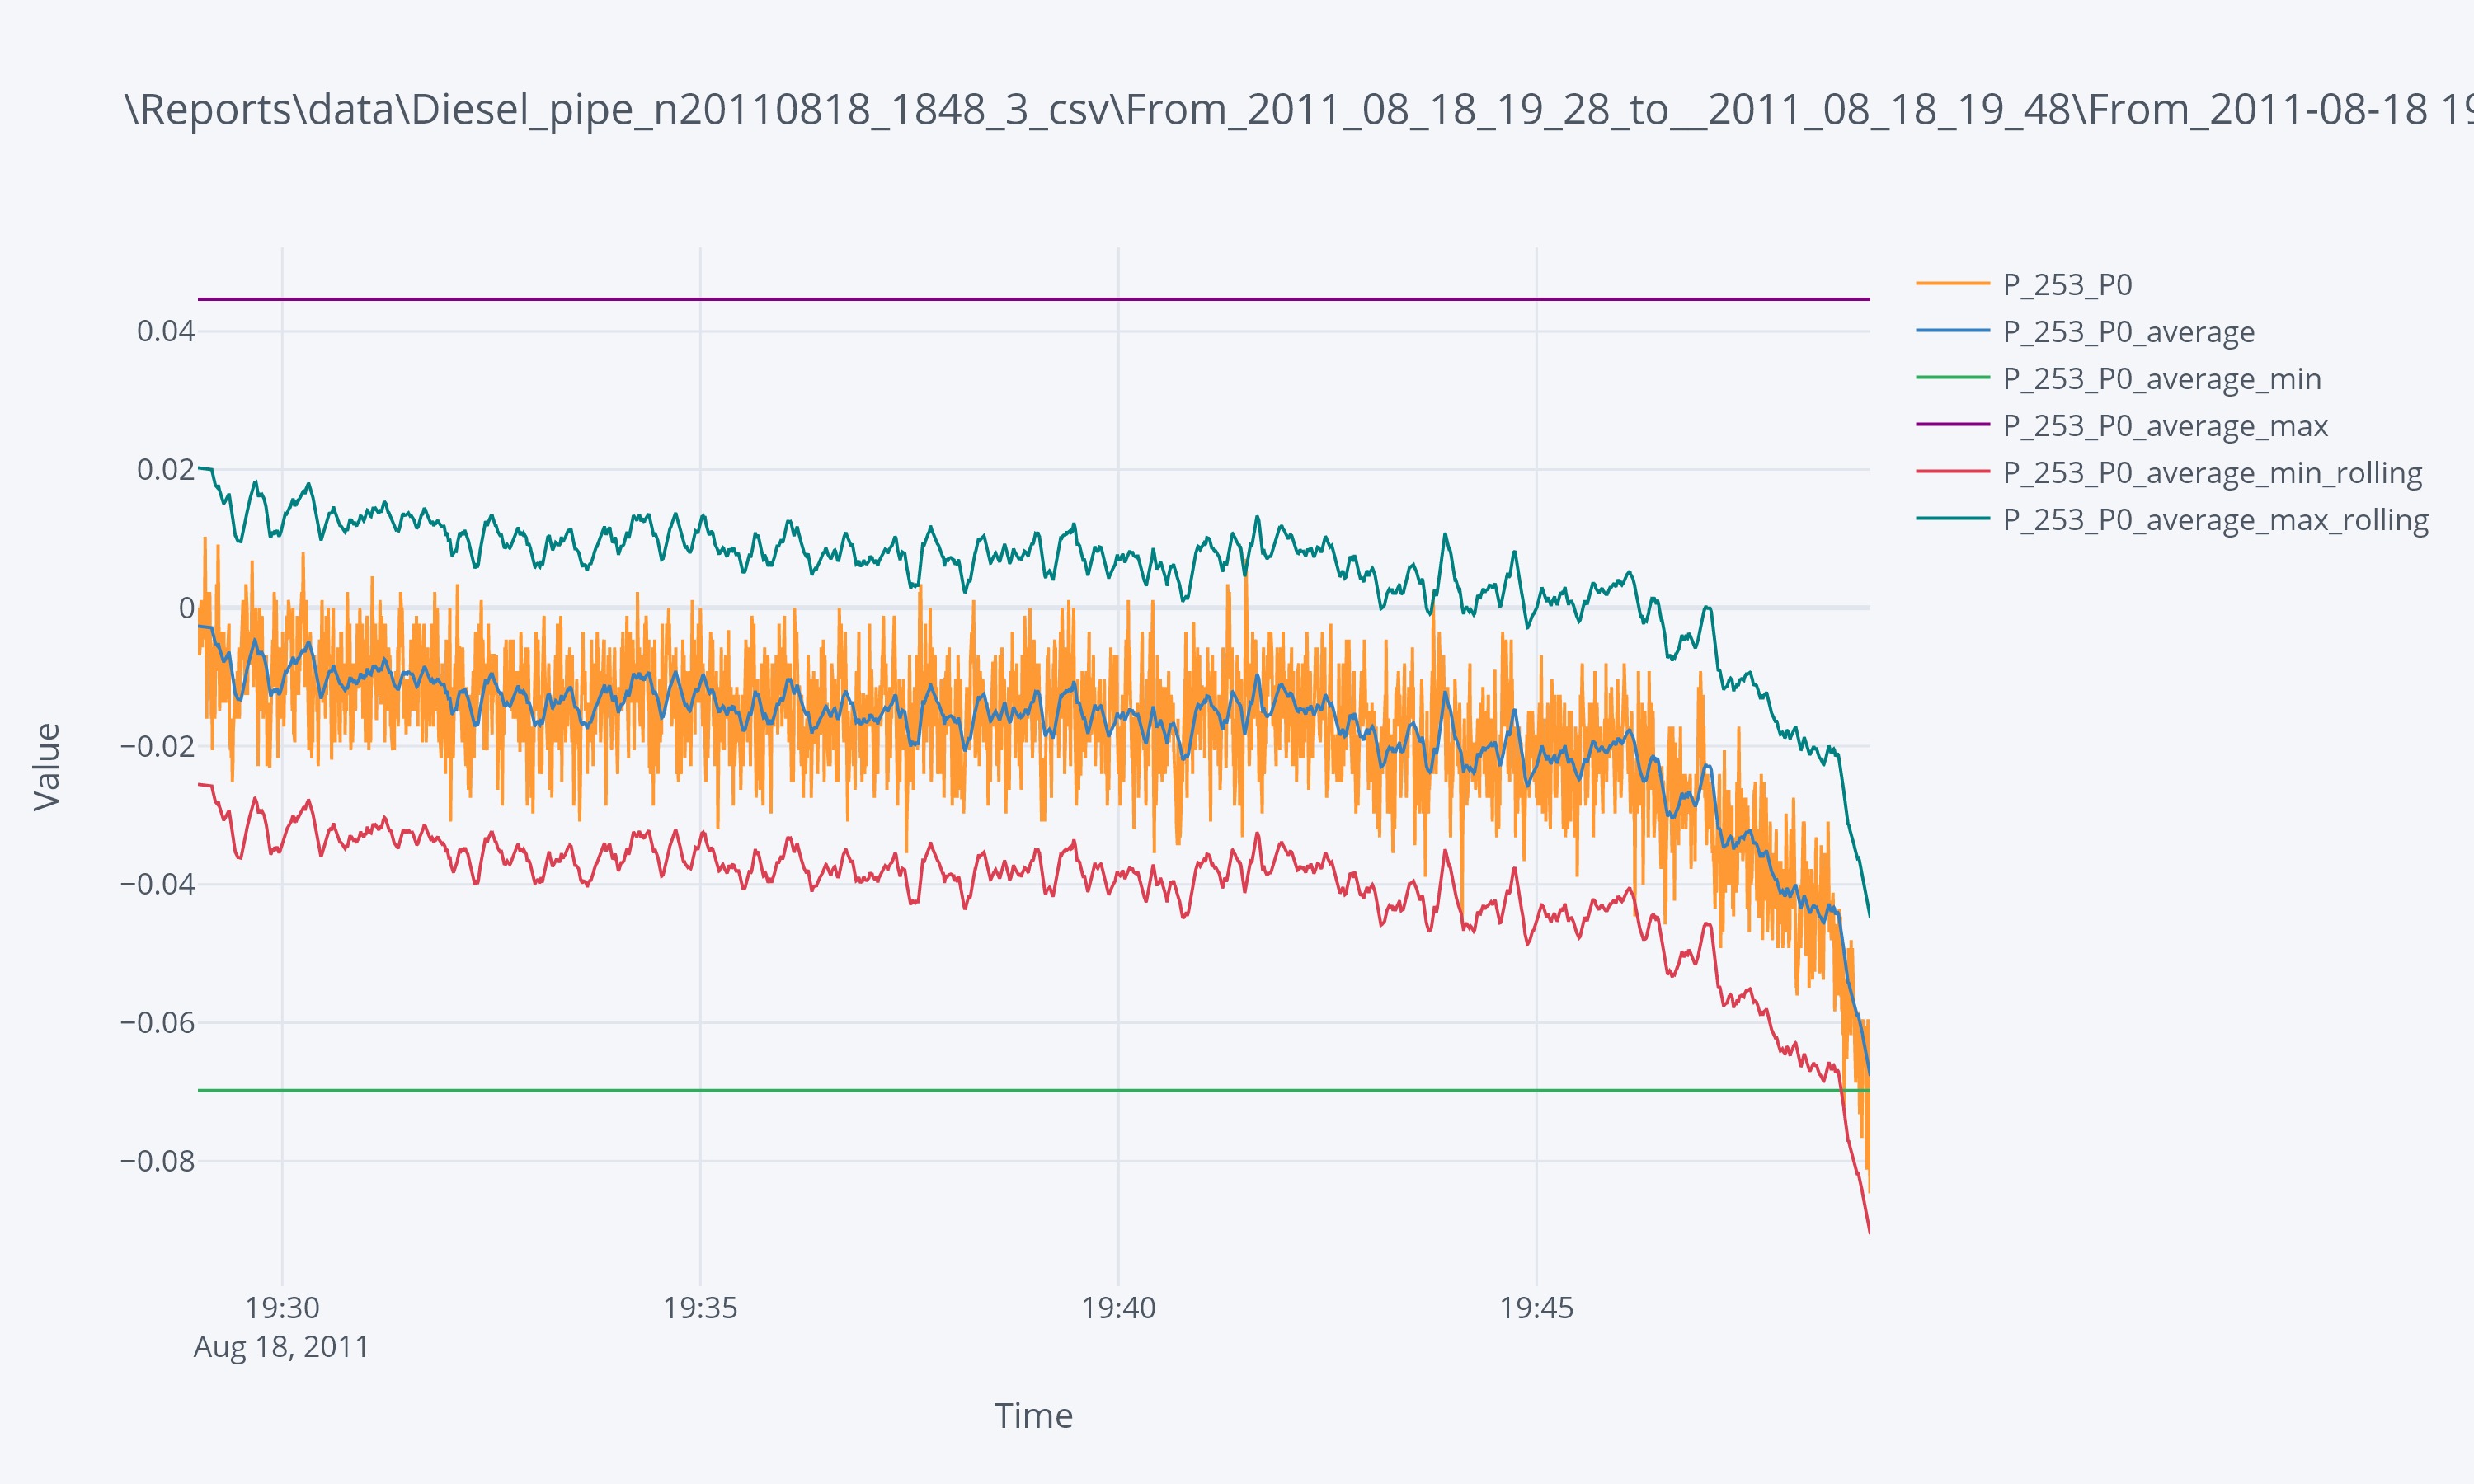 \Reports\data\Diesel_pipe_n20110818_1848_3_csv\From_2011_08_18_19_28_to__2011_08_18_19_48\From_2011-08-18 19
P_253_P0
P_253_P0_average
P_253_P0_average_min
P_253_P0_average_max
P_253_P0_average_min_rolling
P_253_P0_average_max_rolling
0.04
0.02
0
−0.02
−0.04
−0.06
−0.08
Value
19:30
19:35
19:40
19:45
Aug 18, 2011
Time